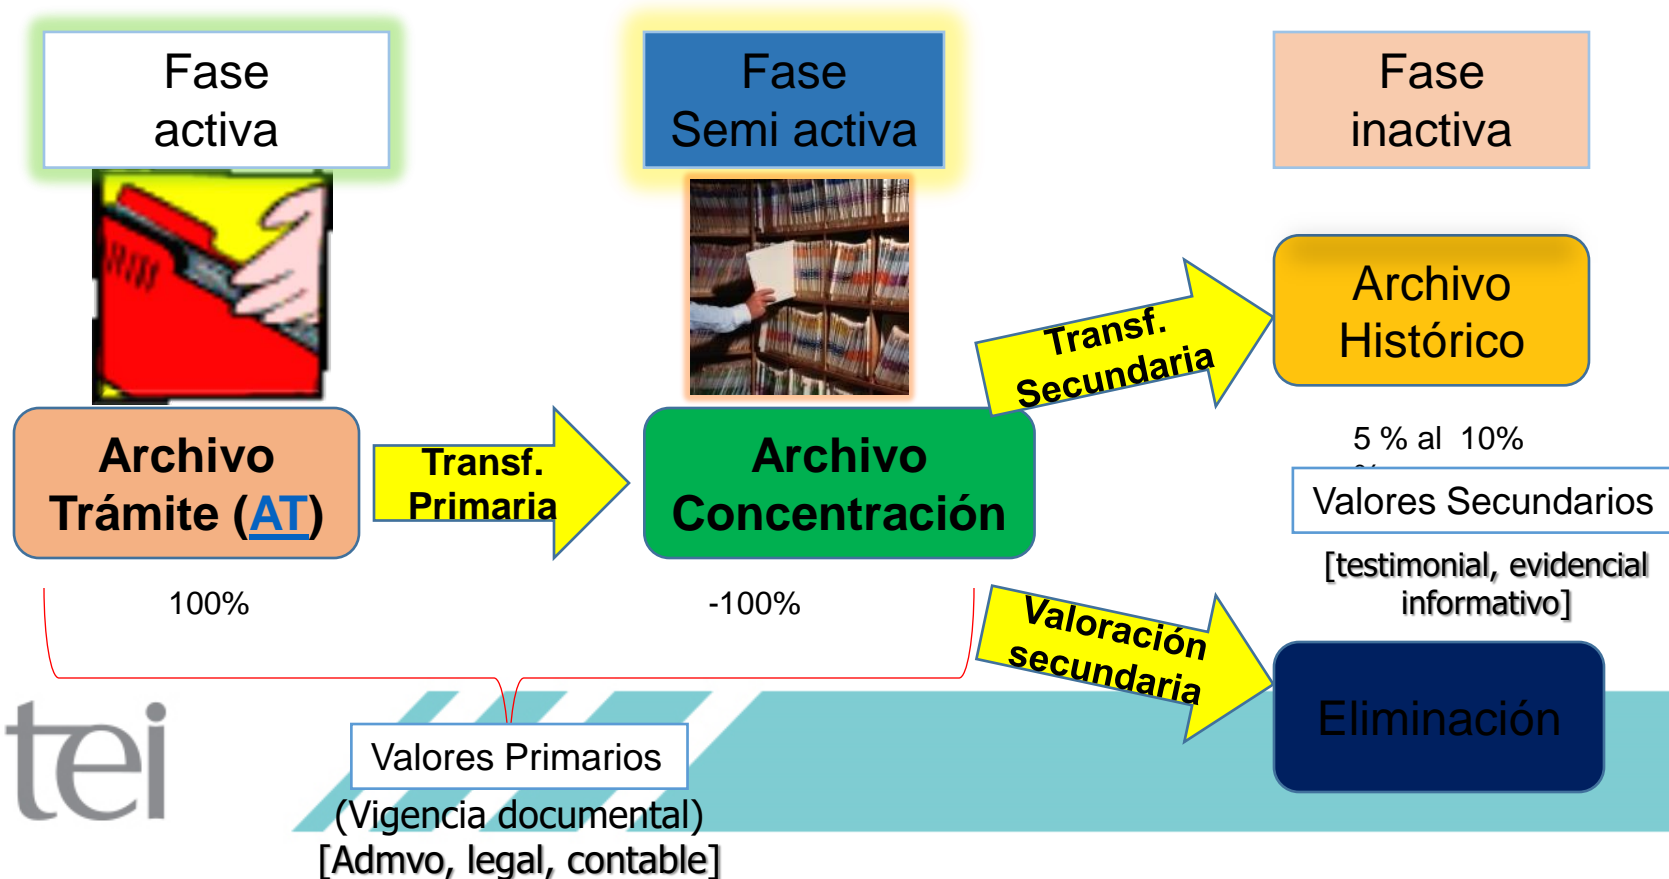 Fase
activa
Fase
Semi activa
Fase
inactiva
Archivo
Trámite (AT)
Transf.
Primaria
Archivo
Concentración
Transf.
Secundaria
Archivo
Histórico
5 % al  10%
%
Valores Secundarios
[testimonial, evidencial
informativo]
100%
-100%
Valoración
secundaria
Eliminación
Valores Primarios
(Vigencia documental)
[Admvo, legal, contable]
tei